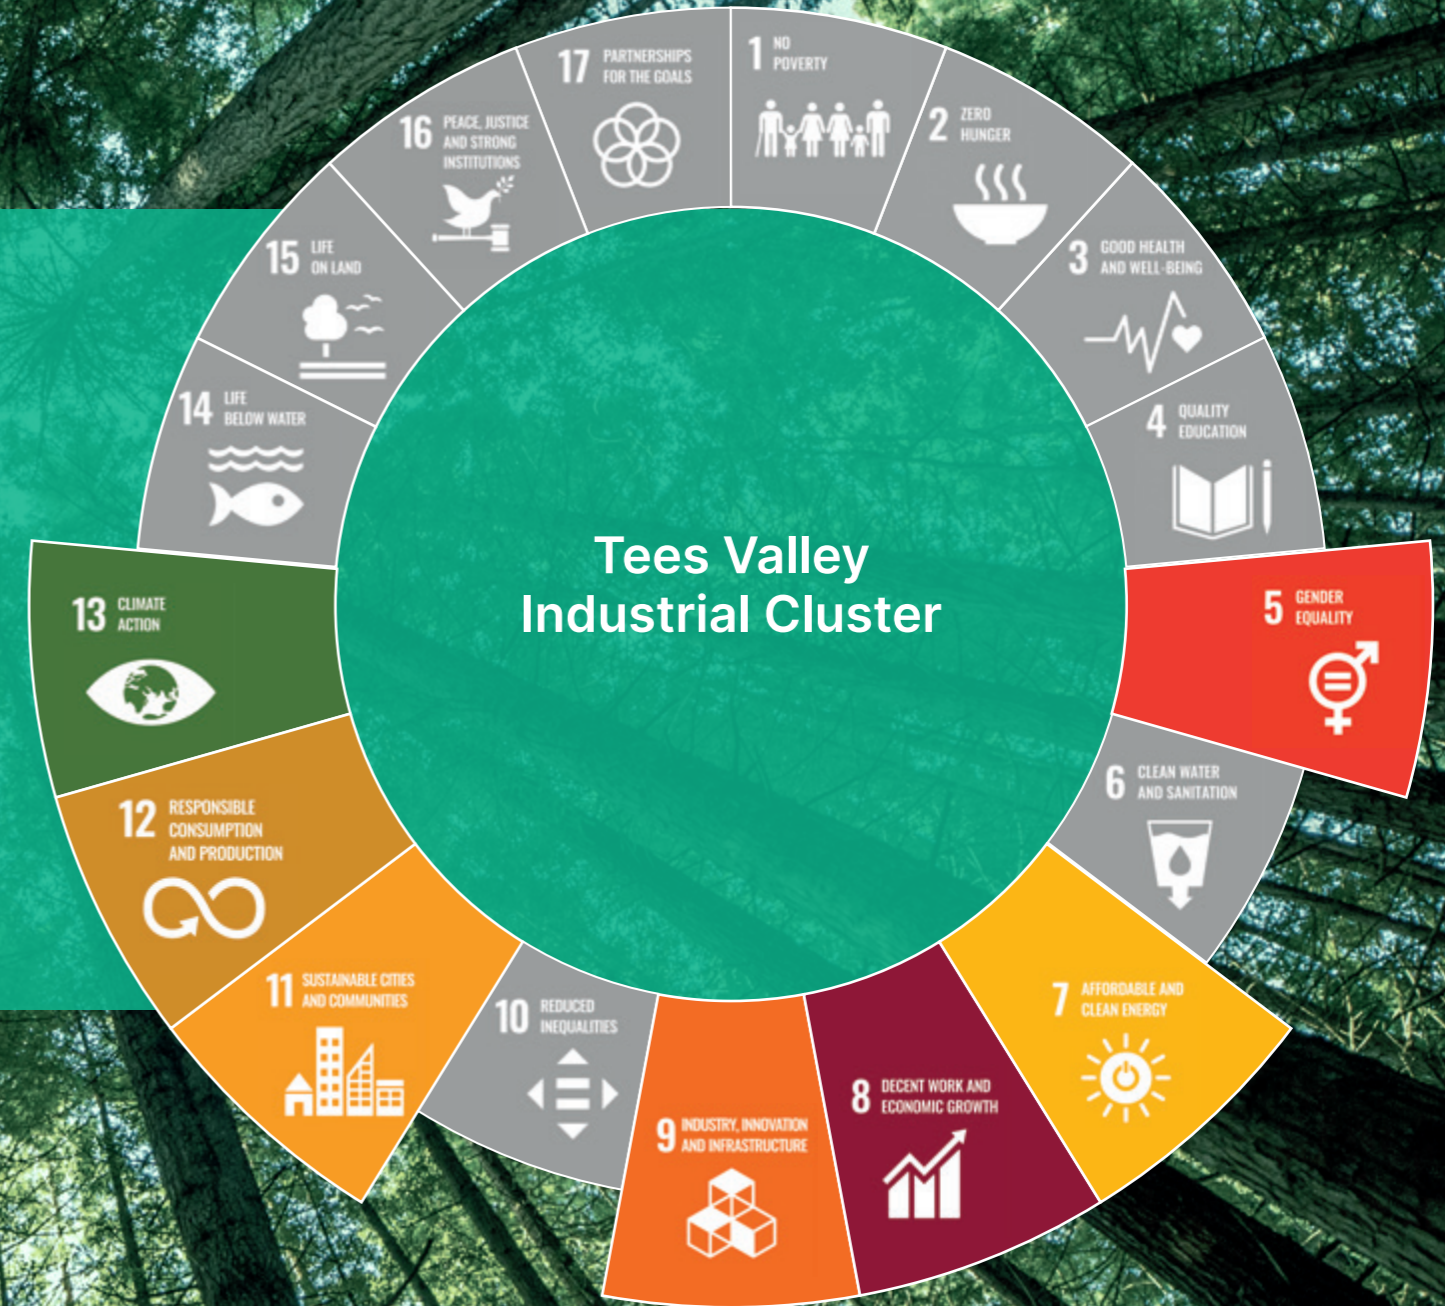 Tees Valley
Industrial Cluster
1 NO
POVERTY
2 ZERO
HUNGER
3 GOOD HEALTH
AND WELL-BEING
4 QUALITY
EDUCATION
5 GENDER
EQUALITY
6 CLEAN WATER
AND SANITATION
7 AFFORDABLE AND
CLEAN ENERGY
8 DECENT WORK AND
ECONOMIC GROWTH
9 INDUSTRY, INNOVATION
AND INFRASTRUCTURE
10 REDUCED
INEQUALITIES
11 SUSTAINABLE CITIES
AND COMMUNITIES
12 RESPONSIBLE
CONSUMPTION
AND PRODUCTION
13 CLIMATE
ACTION
14 LIFE
BELOW WATER
15 LIFE
ON LAND
16 PEACE, JUSTICE
AND STRONG
INSTITUTIONS
17 PARTNERSHIPS
FOR THE GOALS